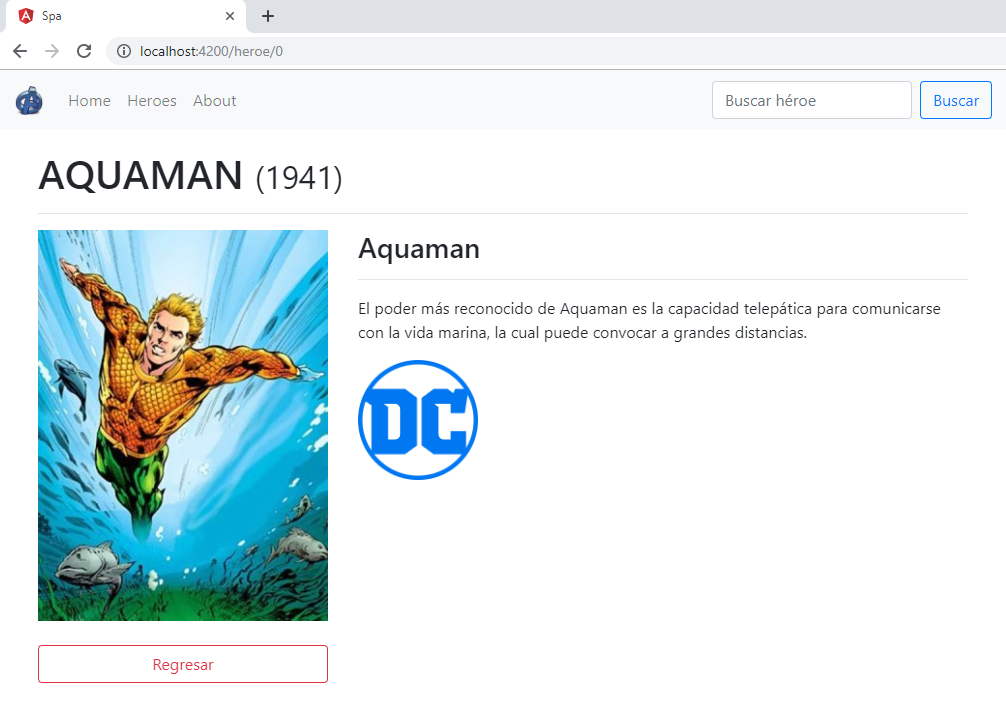 Spa
localhost:4200/heroe/0
Home Heroes About Buscar héroe Buscar
AQUAMAN (1941)
Aquaman
El poder más reconocido de Aquaman es la capacidad telepática para comunicarse
con la vida marina, la cual puede convocar a grandes distancias.
DC
Regresar